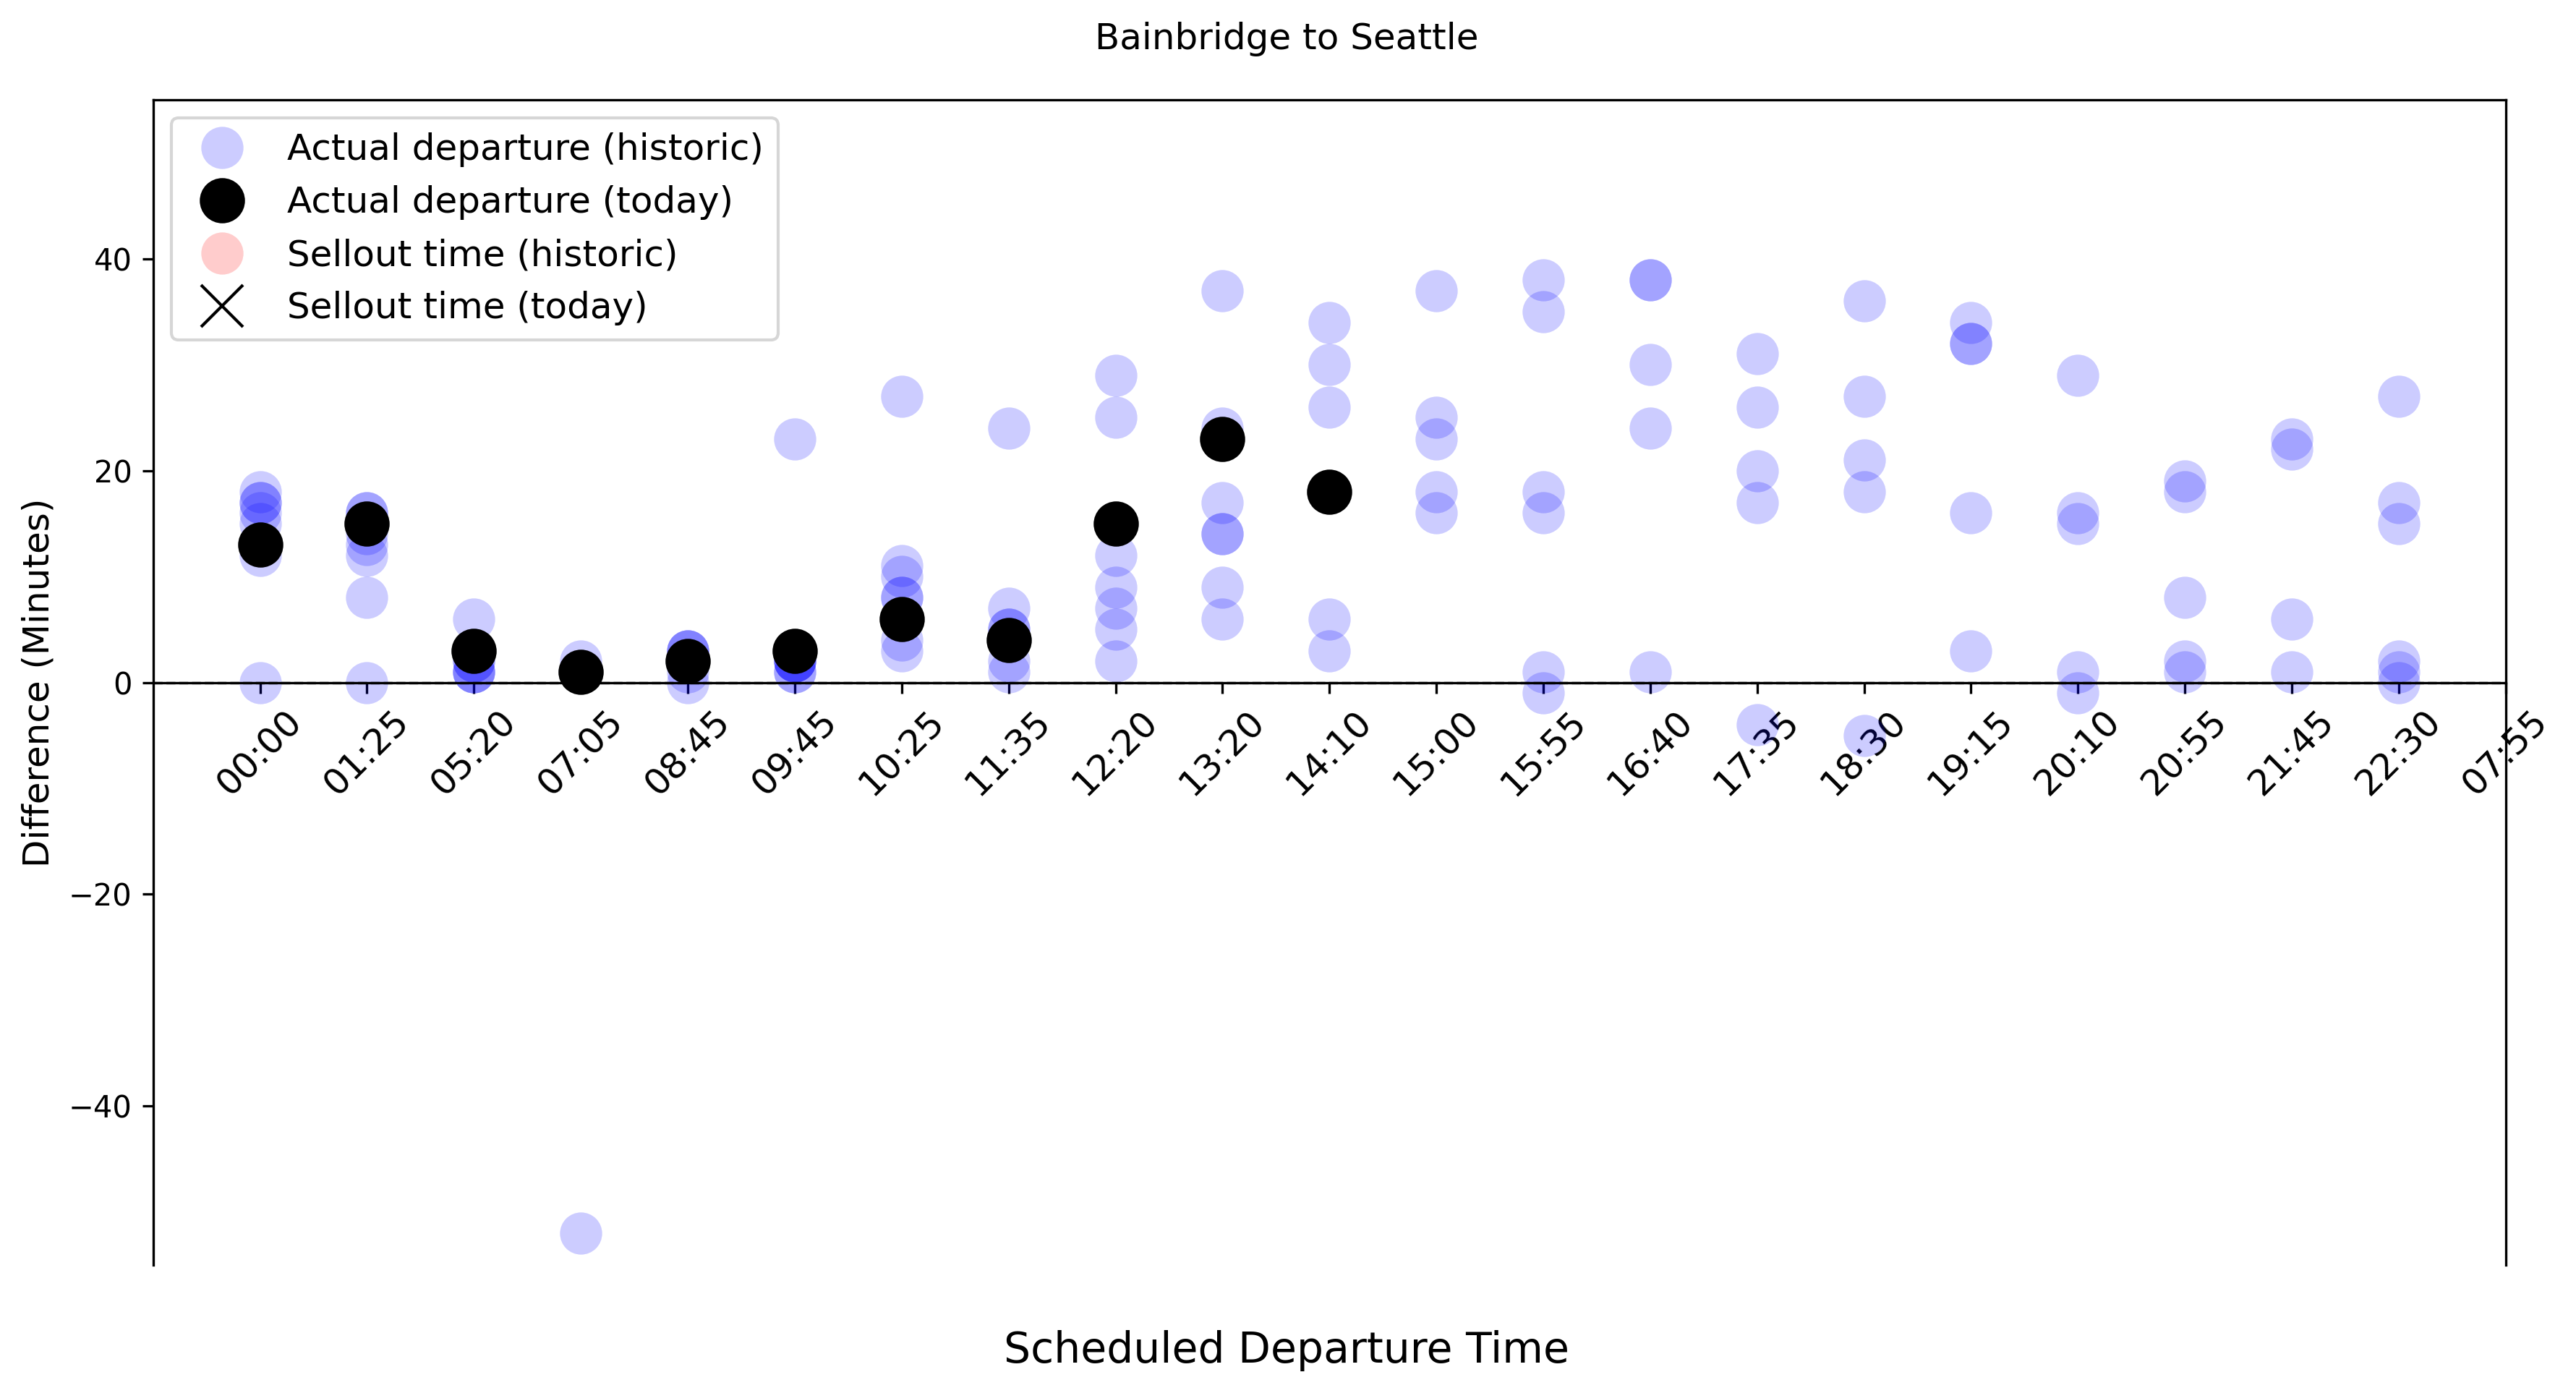 Bainbridge to Seattle
Actual departure (historic)
Actual departure (today)
Sellout time (historic)
Sellout time (today)
Difference (Minutes)
40
20
0
−20
−40
00:00 01:25 05:20 07:05 08:45 09:45 10:25 11:35 12:20 13:20 14:10 15:00 15:55 16:40 17:35 18:30 19:15 20:10 20:55 21:45 22:30 07:55
Scheduled Departure Time